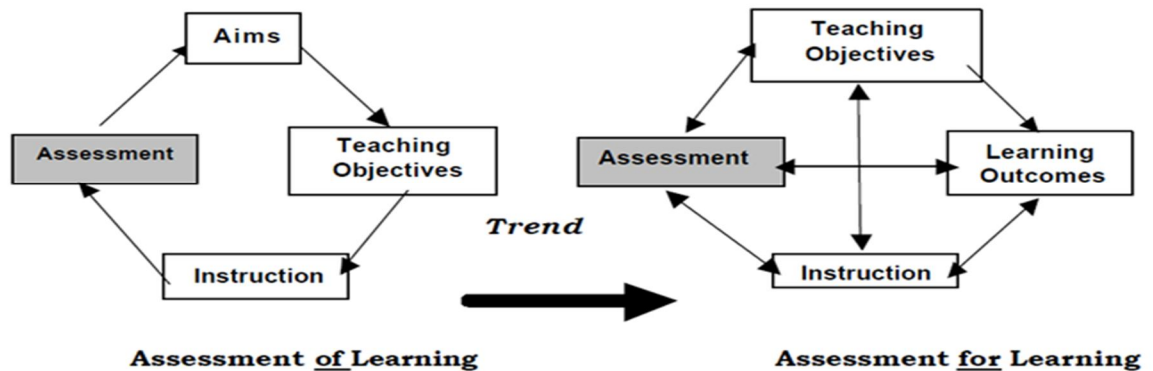 Aims
Assessment
Teaching
Objectives
Instruction
Assessment of Learning
Trend
Teaching
Objectives
Assessment
Learning
Outcomes
Instruction
Assessment for Learning